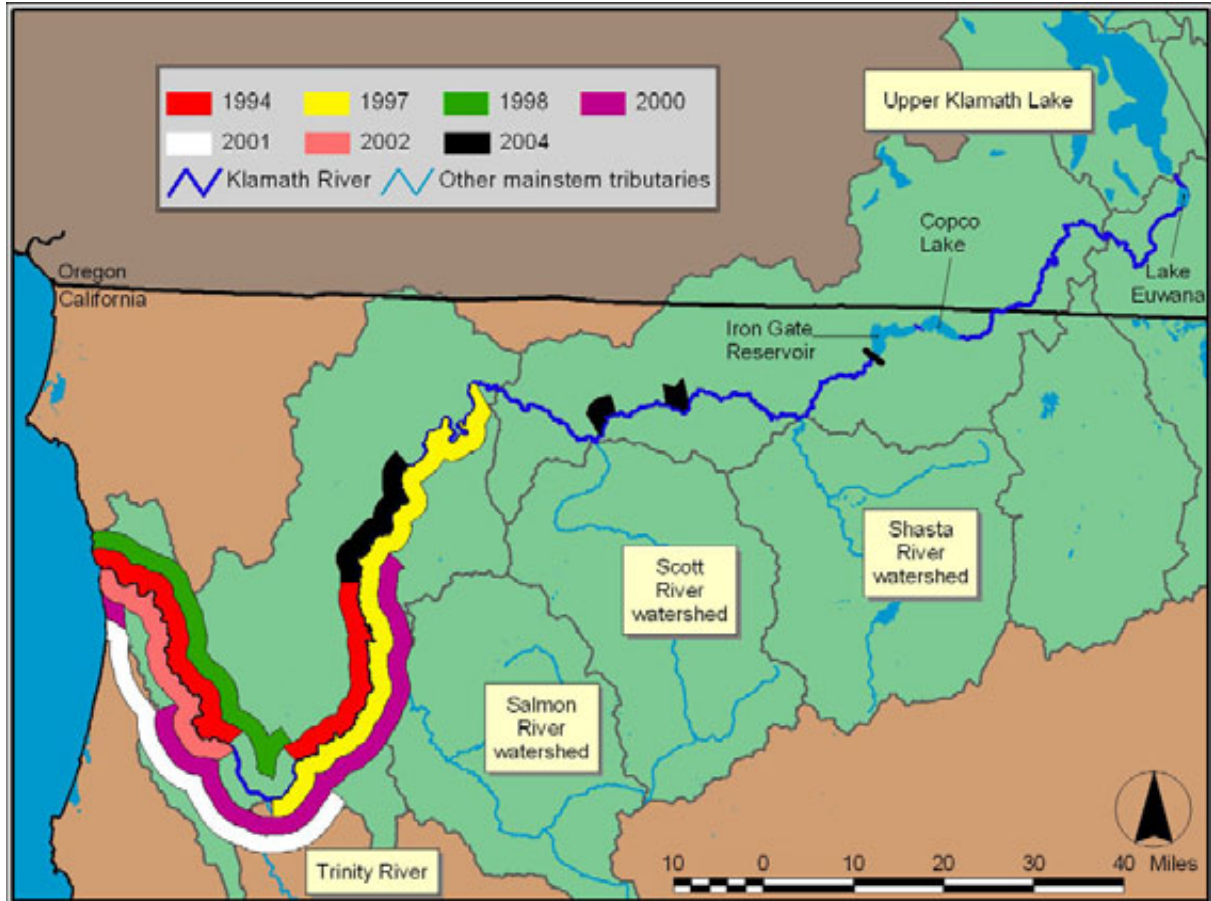 1994 1997 1998 2000
2001 2002 2004
Klamath River Other mainstem tributaries
Upper Klamath Lake
Copco
Lake
Oregon
California
Lake
Euwana
Iron Gate
Reservoir
Shasta
River
watershed
Scott
River
watershed
Salmon
River
watershed
Trinity River
10 0 10 20 30 40 Miles